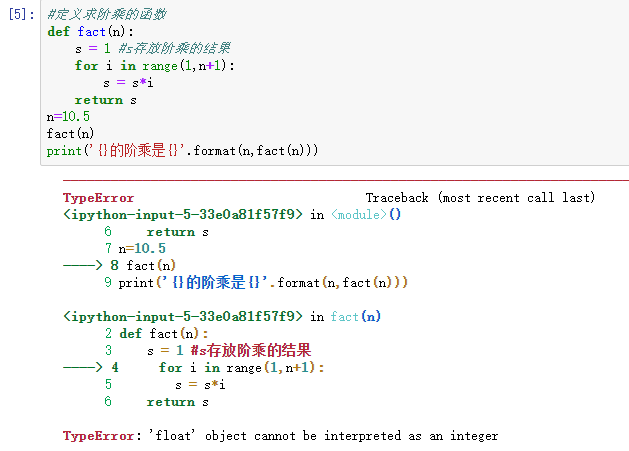 [5]: #定义求阶乘的函数
def fact(n):
    s = 1 #s存放阶乘的结果
    for i in range(1,n+1):
        s = s*i
    return s
n=10.5
fact(n)
print('{}的阶乘是{}'.format(n,fact(n)))
TypeError                                 Traceback (most recent call last)
<ipython-input-5-33e0a81f57f9> in <module>()
      6     return s
      7 n=10.5
----> 8 fact(n)
      9 print('{}的阶乘是{}'.format(n,fact(n)))
<ipython-input-5-33e0a81f57f9> in fact(n)
      2 def fact(n):
      3     s = 1 #s存放阶乘的结果
----> 4     for i in range(1,n+1):
      5         s = s*i
      6     return s
TypeError: 'float' object cannot be interpreted as an integer